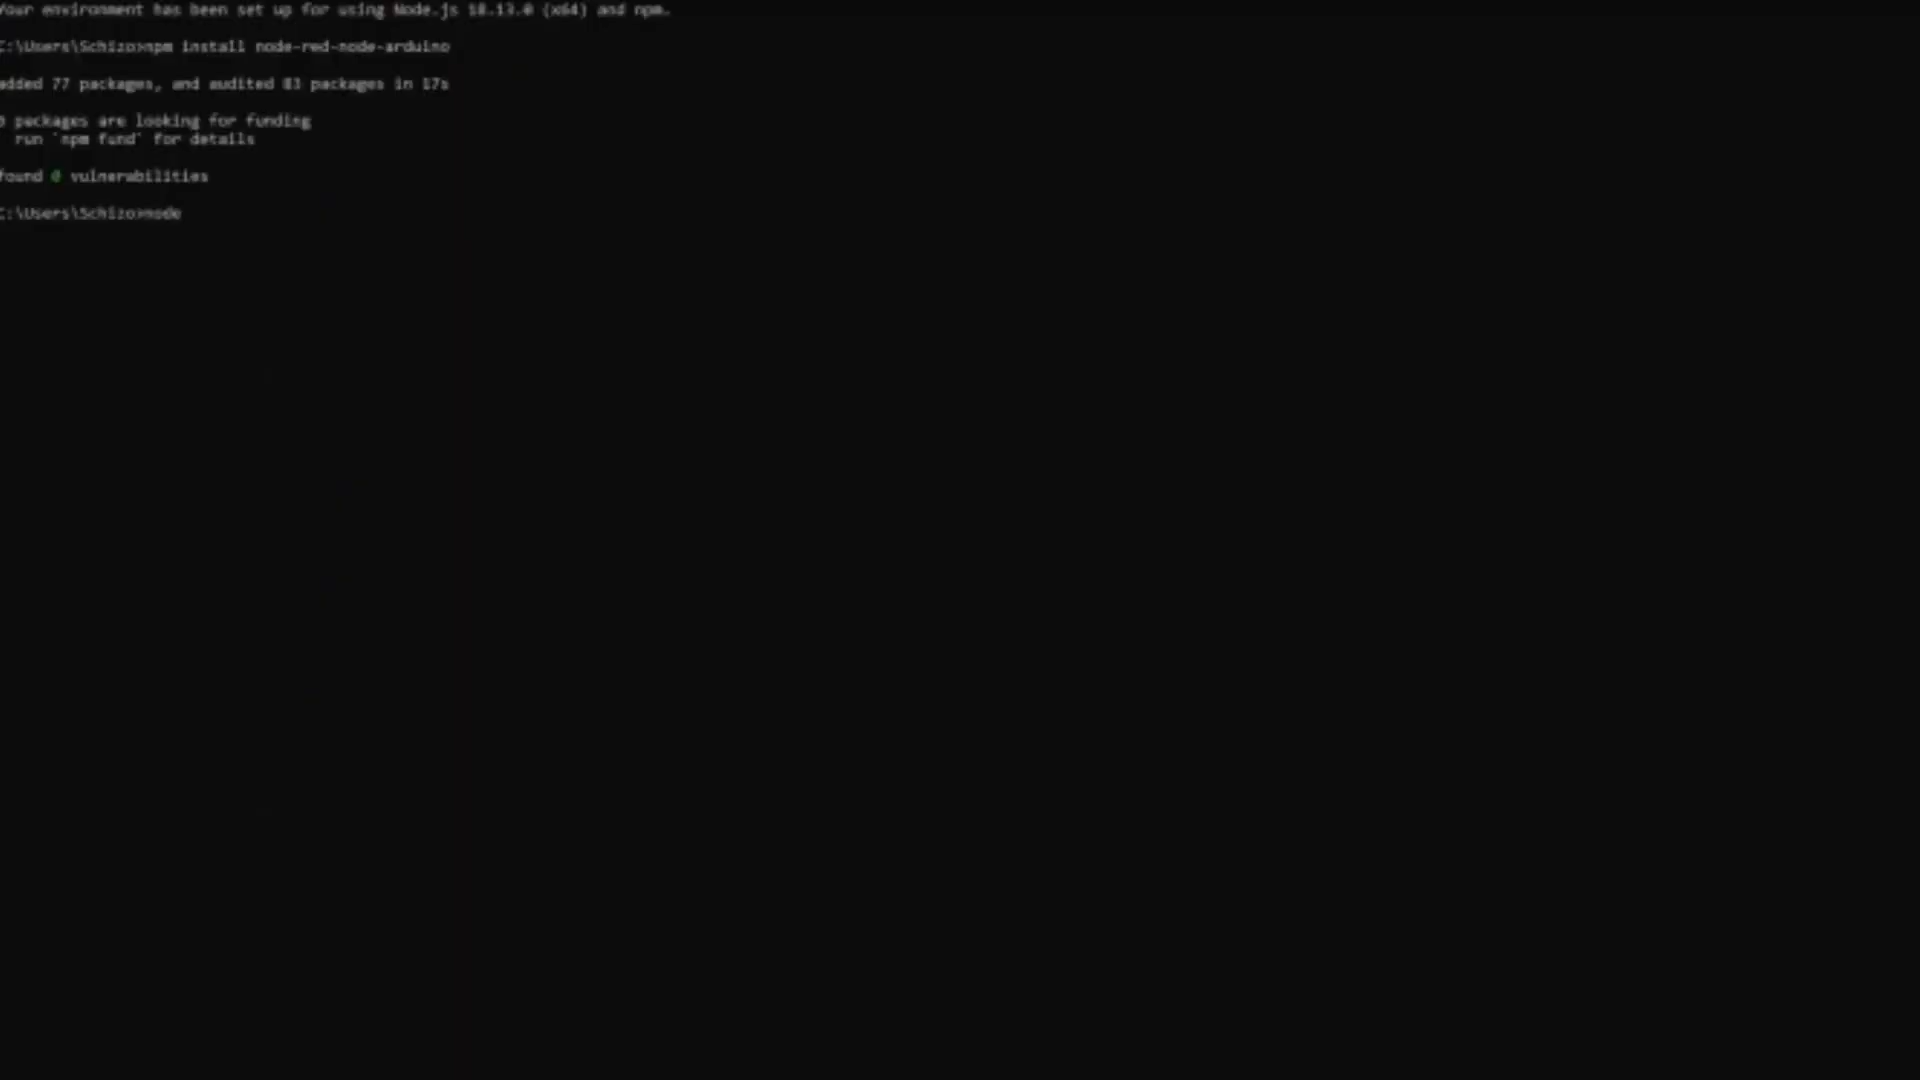 Your environment has been set up for using Node.js 18.13.0 (x64) and npm.
C:\Users\Schizo>npm install node-red-node-arduino
added 77 packages, and audited 83 packages in 17s
packages are looking for funding
run `npm fund` for details
found 0 vulnerabilities
C:\Users\Schizo>node